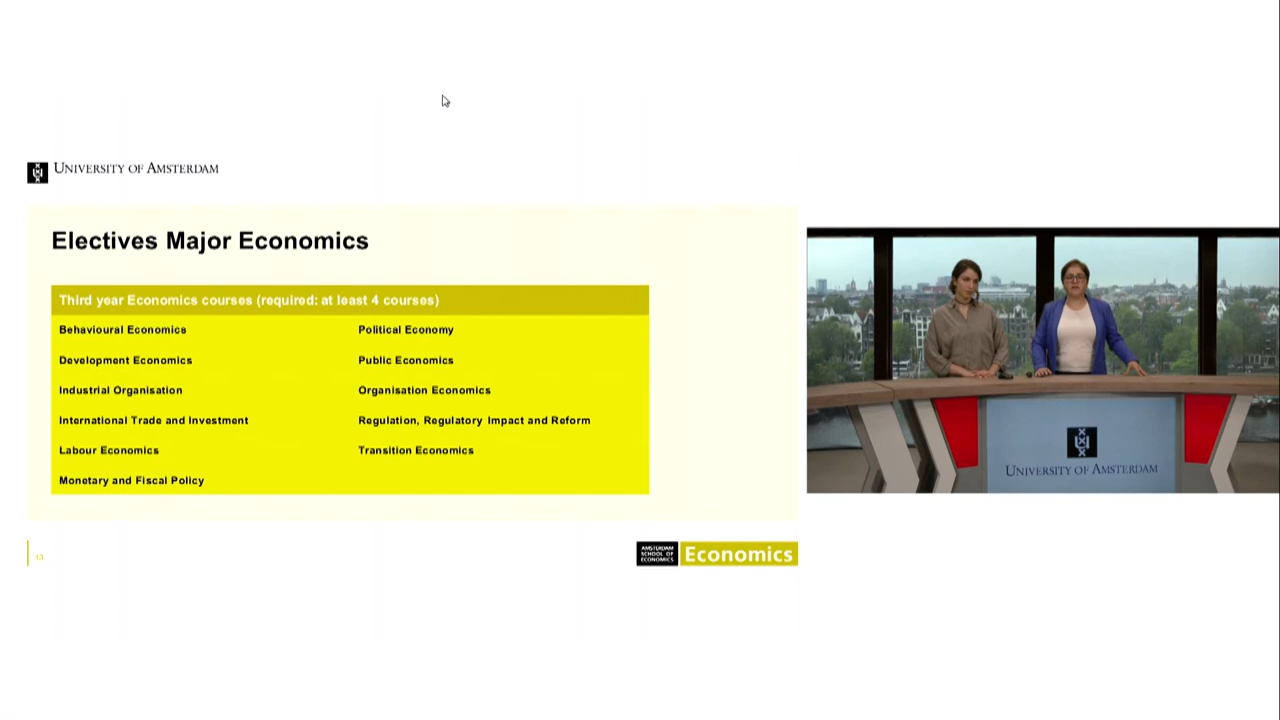 UNIVERSITY OF AMSTERDAM
Electives Major Economics
Third year Economics courses (required: at least 4 courses)
Behavioural Economics
Political Economy
Development Economics
Public Economics
Industrial Organisation
Organisation Economics
International Trade and Investment
Regulation, Regulatory Impact and Reform
Labour Economics
Transition Economics
Monetary and Fiscal Policy
UNIVERSITY OF AMSTERDAM
13
AMSTERDAM
SCHOOL OF
ECONOMICS
Economics